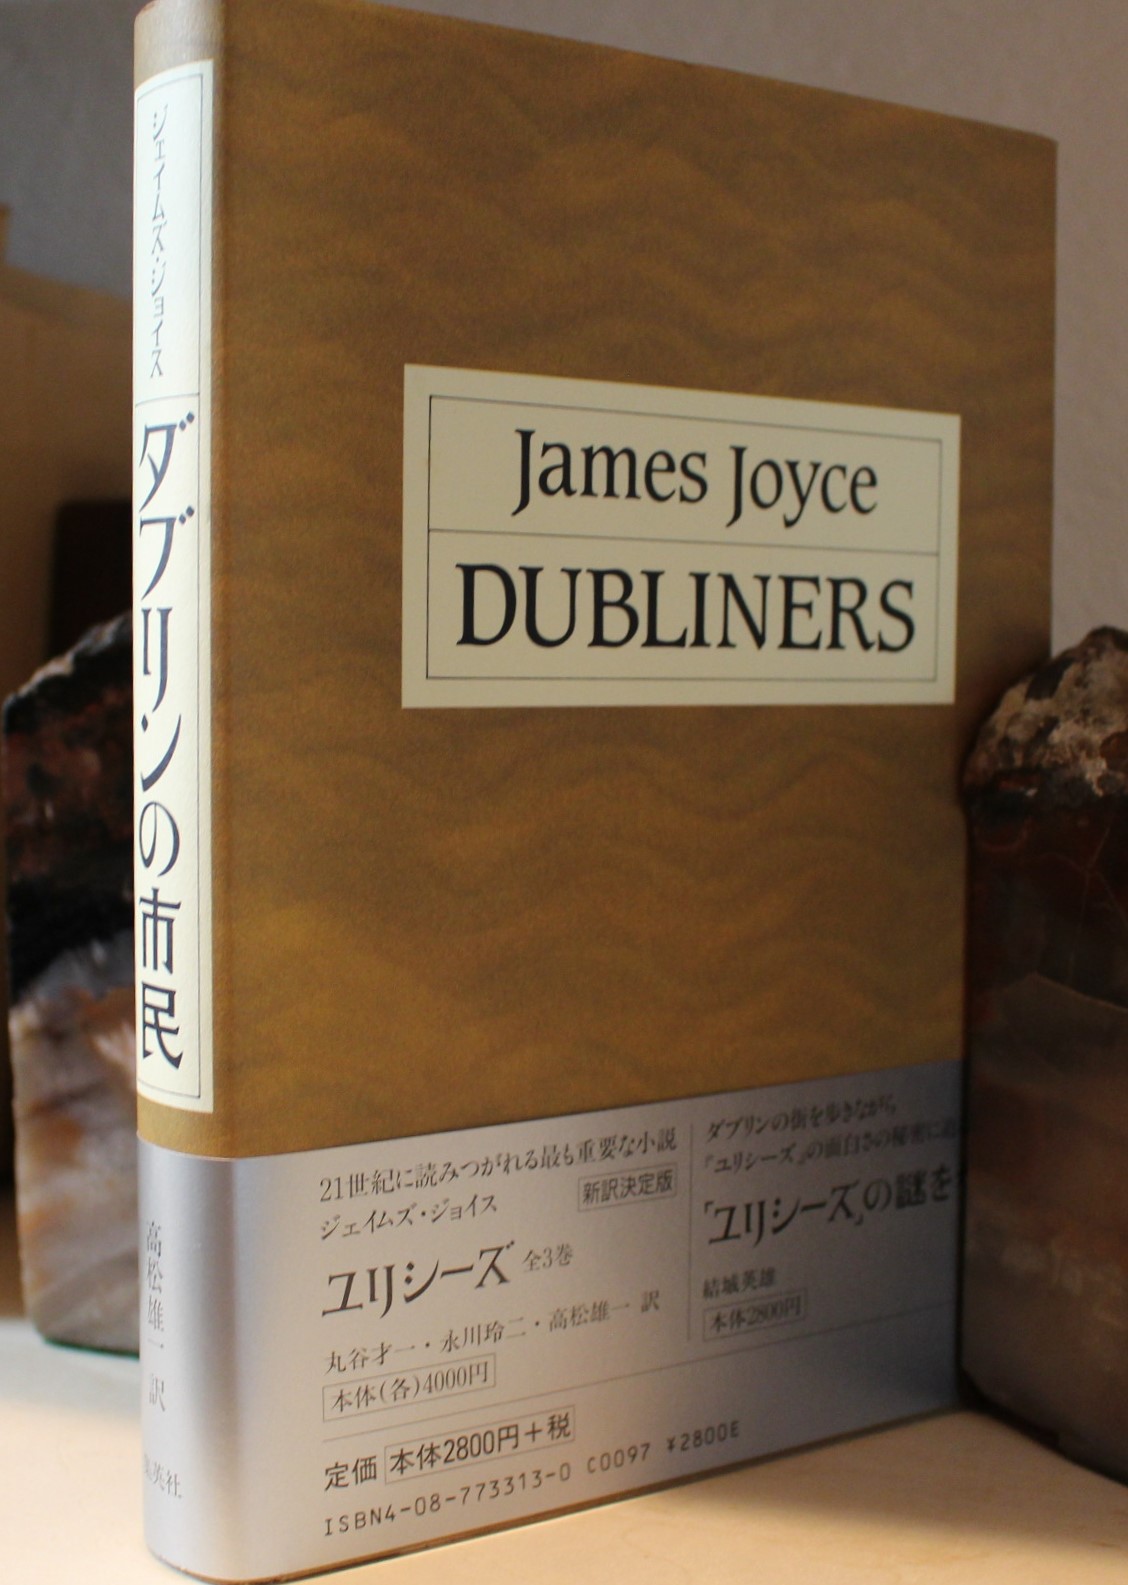 ジェイムズ・ジョイス
ダブリンの市民
高松雄一 訳
集英社
James Joyce
DUBLINERS
21世紀に読みつがれる最も重要な小説
新訳決定版
ジェイムズ・ジョイス
ユリシーズ 全3巻
丸谷才一・永川玲二・高松雄一 訳
本体(各)4000円
ダブリンの街を歩きながら、
『ユリシーズ』の面白さの秘密に迫
『ユリシーズ』の謎を
結城英雄
本体2800円
定価 本体2800円+税
ISBN4-08-773313-0 C0097 ¥2800E